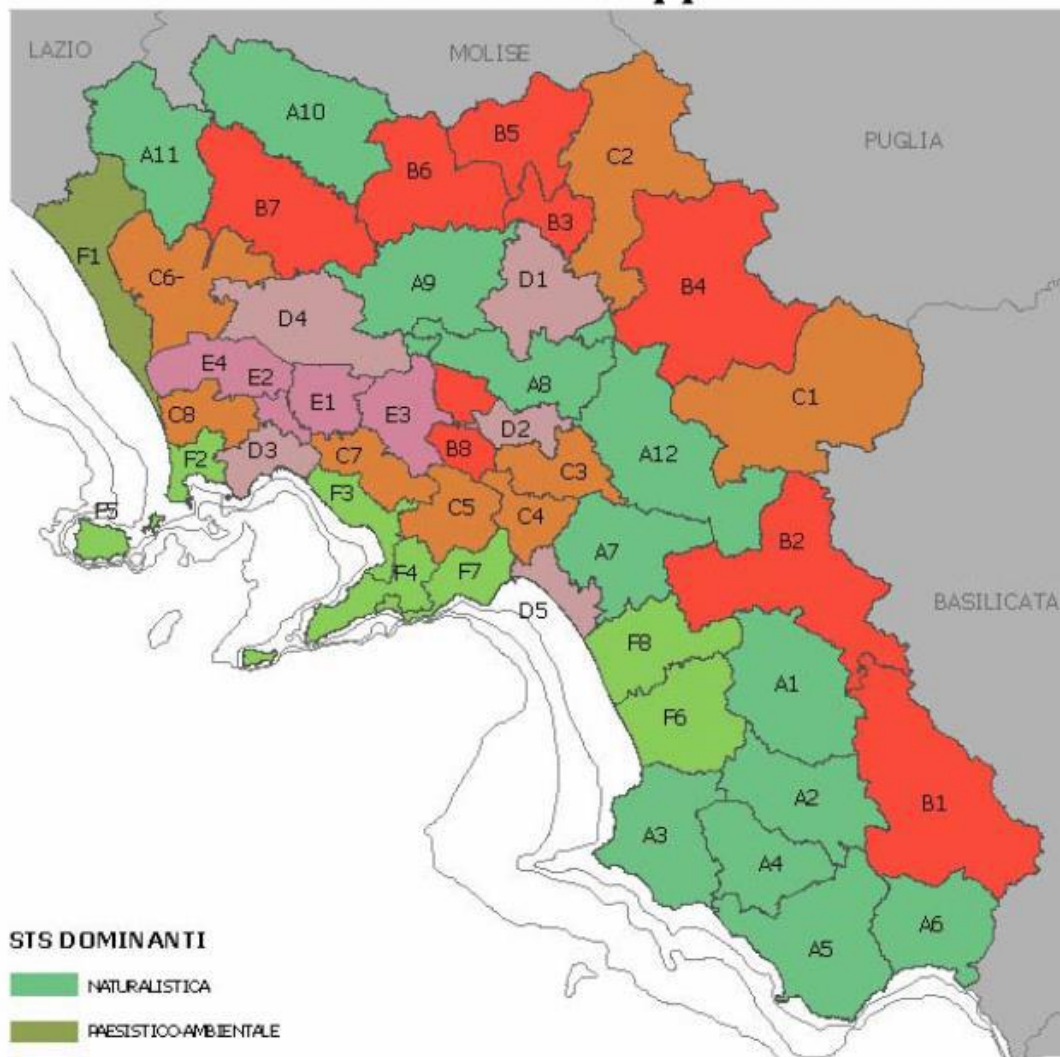 LAZIO
MOLISE
PUGLIA
BASILICATA
A10
B5
C2
A11
B6
B7
B3
F1
C6-
A9
D1
B4
D4
E4
E2
A8
E1
E3
C1
C8
D2
D3
C7
B8
A12
F2
C3
F3
C5
C4
F5
A7
B2
F4
F7
D5
F8
A1
F6
A2
B1
A3
A4
A6
A5
STS DOMINANTI
NATURALISTICA
PAESISTICO-AMBIENTALE